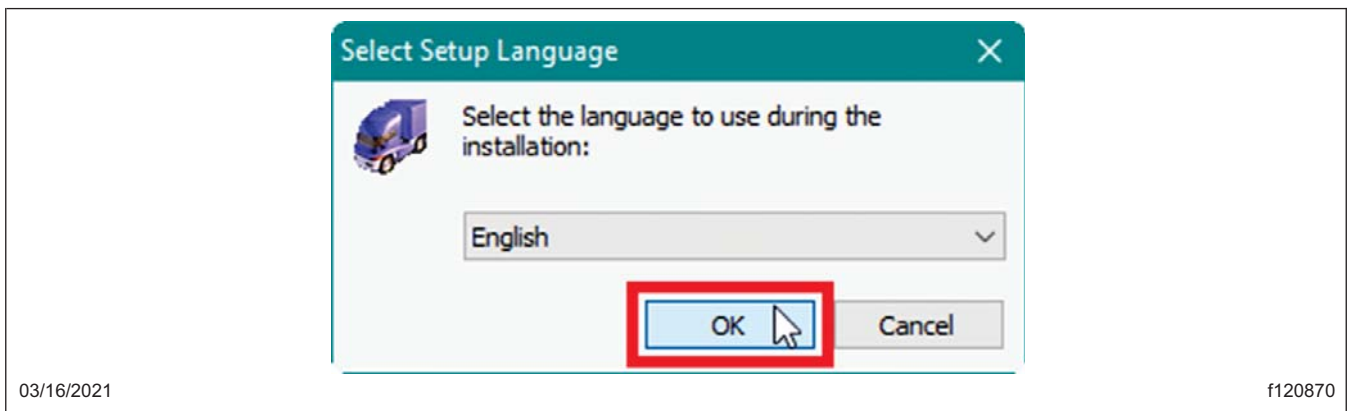 Select Setup Language
Select the language to use during the
installation:
English
OK
Cancel
03/16/2021
f120870